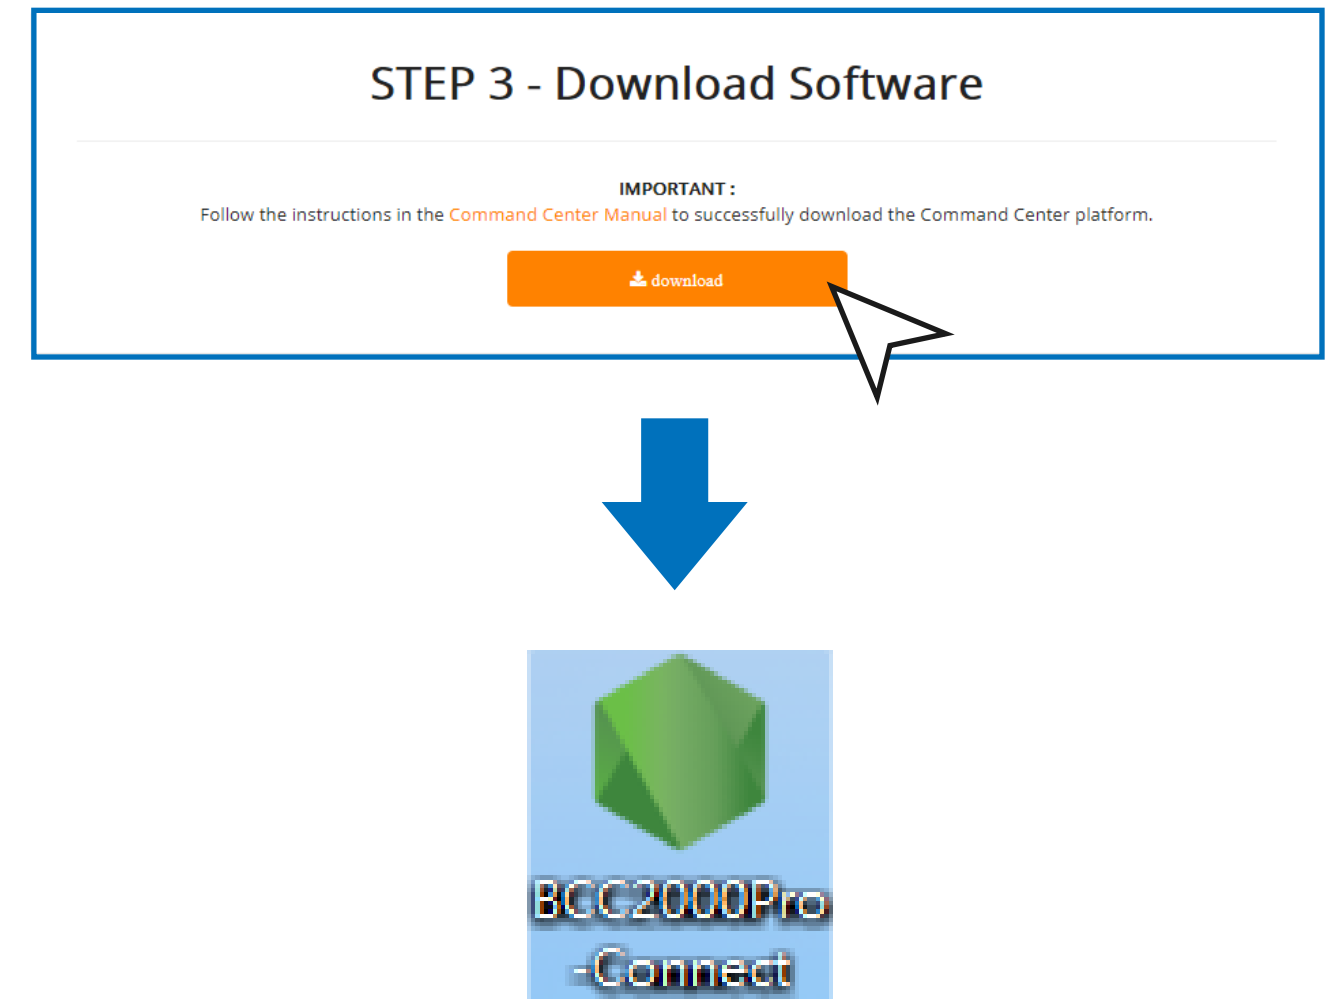 STEP 3 - Download Software
IMPORTANT :
Follow the instructions in the Command Center Manual to successfully download the Command Center platform.
download
BCC2000Pro
-Connect